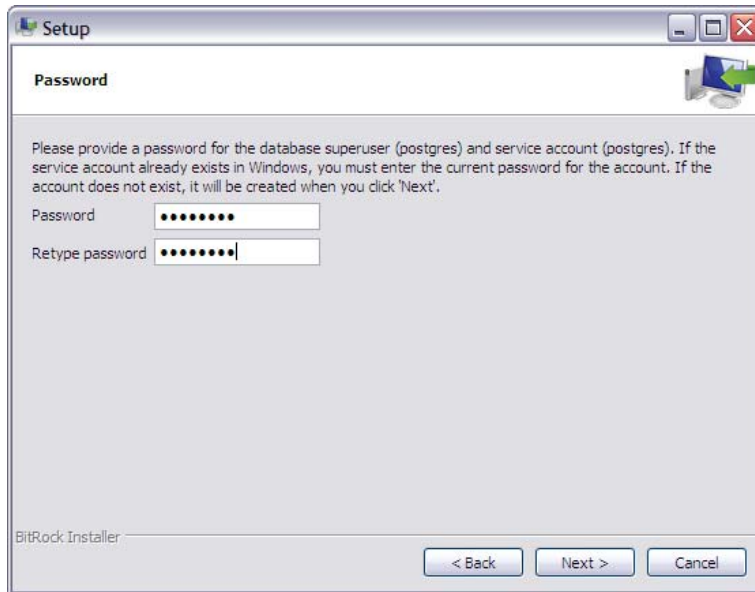 Setup
Password
Please provide a password for the database superuser (postgres) and service account (postgres). If the
service account already exists in Windows, you must enter the current password for the account. If the
account does not exist, it will be created when you click 'Next'.
Password ••••••••
Retype password ••••••••
BitRock Installer
< Back Next > Cancel